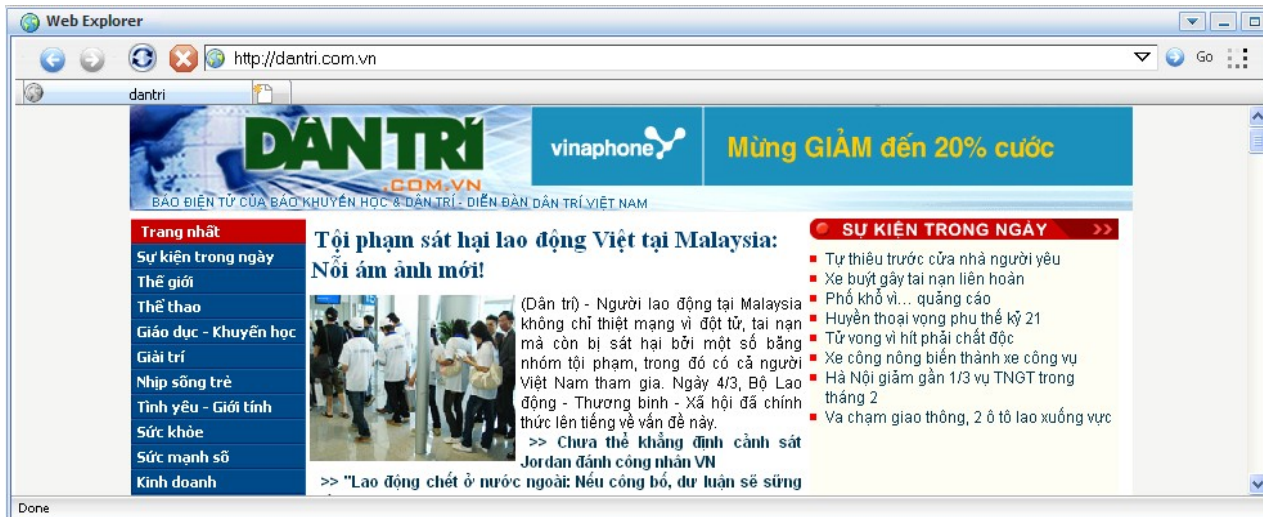 Web Explorer
http://dantri.com.vn
Go
dantri
DÂN TRÍ
.COM.VN
vinaphone
Mừng GIẢM đến 20% cước
BÁO ĐIỆN TỬ CỦA BÁO KHUYẾN HỌC & DÂN TRÍ - DIỄN ĐÀN DÂN TRÍ VIỆT NAM
Trang nhất
Sự kiện trong ngày
Thế giới
Thể thao
Giáo dục - Khuyến học
Giải trí
Nhịp sống trẻ
Tình yêu - Giới tính
Sức khỏe
Sức mạnh số
Kinh doanh
Tội phạm sát hại lao động Việt tại Malaysia:
Nỗi ám ảnh mới!
(Dân trí) - Người lao động tại Malaysia
không chỉ thiệt mạng vì đột tử, tai nạn
mà còn bị sát hại bởi một số băng
nhóm tội phạm, trong đó có cả người
Việt Nam tham gia. Ngày 4/3, Bộ Lao
động - Thương binh - Xã hội đã chính
thức lên tiếng về vấn đề này.
>> Chưa thể khẳng định cảnh sát
Jordan đánh công nhân VN
>> "Lao động chết ở nước ngoài: Nếu công bố, dư luận sẽ sững
SỰ KIỆN TRONG NGÀY >>
Tự thiêu trước cửa nhà người yêu
Xe buýt gây tai nạn liên hoàn
Phố khổ vì... quảng cáo
Huyền thoại vọng phu thế kỷ 21
Tử vong vì hít phải chất độc
Xe công nông biến thành xe công vụ
Hà Nội giảm gần 1/3 vụ TNGT trong
tháng 2
Va chạm giao thông, 2 ô tô lao xuống vực
Done